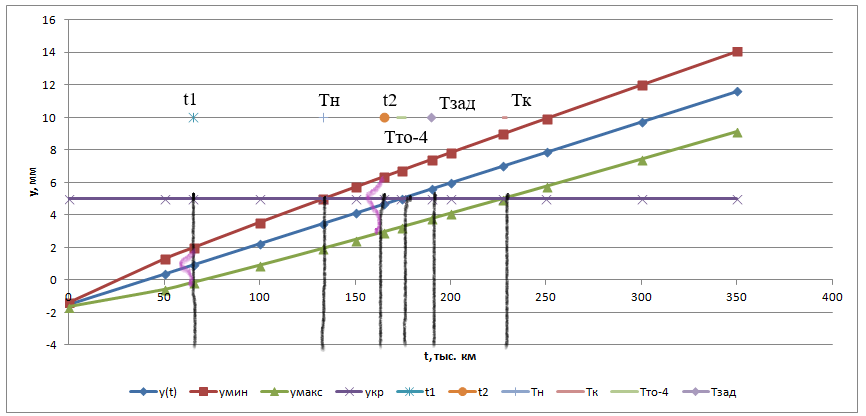 16
14
12
10
8
6
4
2
0
-2
-4
y, мм
t1
Tн
t2
Tзад
Tк
Tто-4
0 50 100 150 200 250 300 350 400
t, тыс. км
y(t) yмин yмакс yкр t1 t2 Tн Tк Tто-4 Tзад